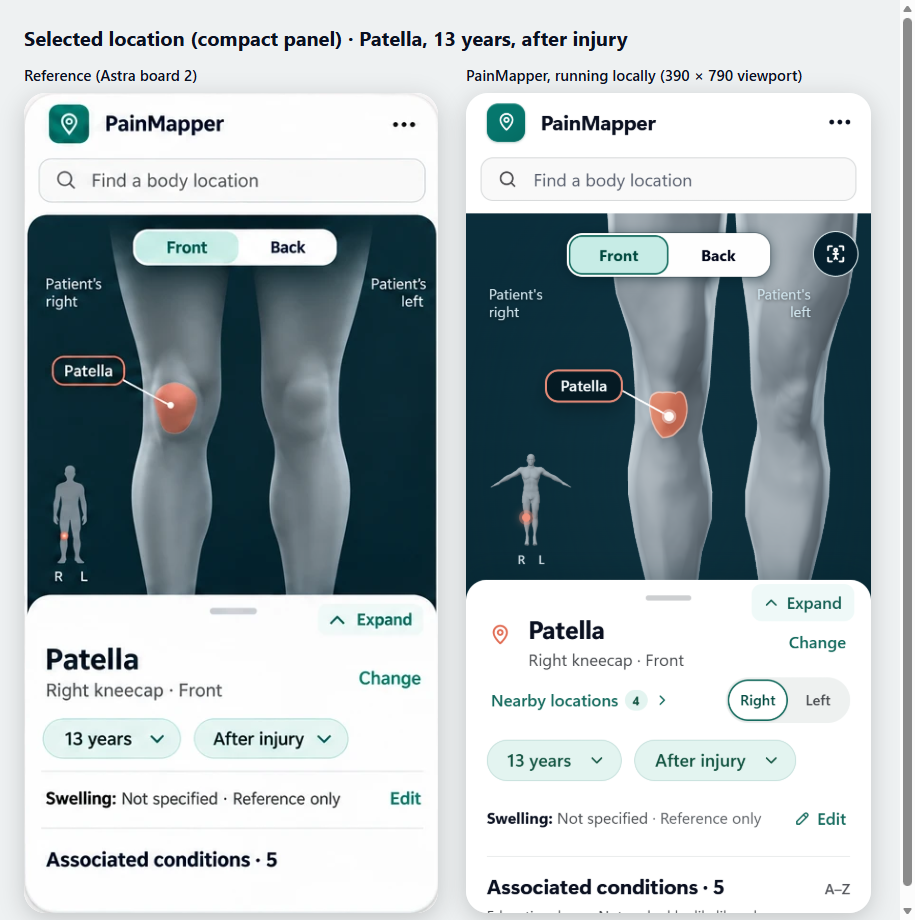 Selected location (compact panel) · Patella, 13 years, after injury
Reference (Astra board 2)
PainMapper
Find a body location
Front
Back
Patient's
right
Patient's
left
Patella
R L
Expand
Patella
Right kneecap · Front
Change
13 years
After injury
Swelling: Not specified · Reference only
Edit
Associated conditions · 5
PainMapper, running locally (390 × 790 viewport)
PainMapper
Find a body location
Front
Back
Patient's
right
Patient's
left
Patella
R L
Expand
Patella
Right kneecap · Front
Change
Nearby locations 4
Right
Left
13 years
After injury
Swelling: Not specified · Reference only
Edit
Associated conditions · 5
A–Z